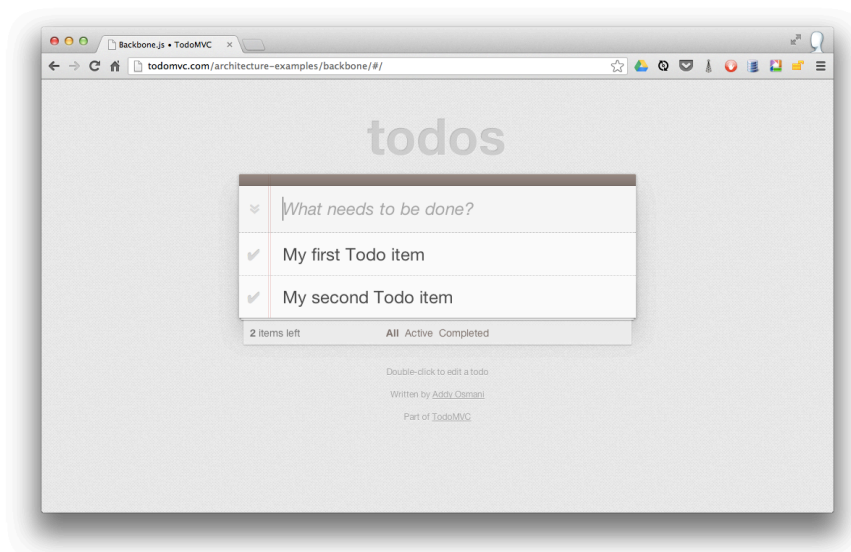 Backbone.js • TodoMVC
todomvc.com/architecture-examples/backbone/#/
todos
What needs to be done?
My first Todo item
My second Todo item
2 items left All Active Completed
Double-click to edit a todo
Written by Addy Osmani
Part of TodoMVC